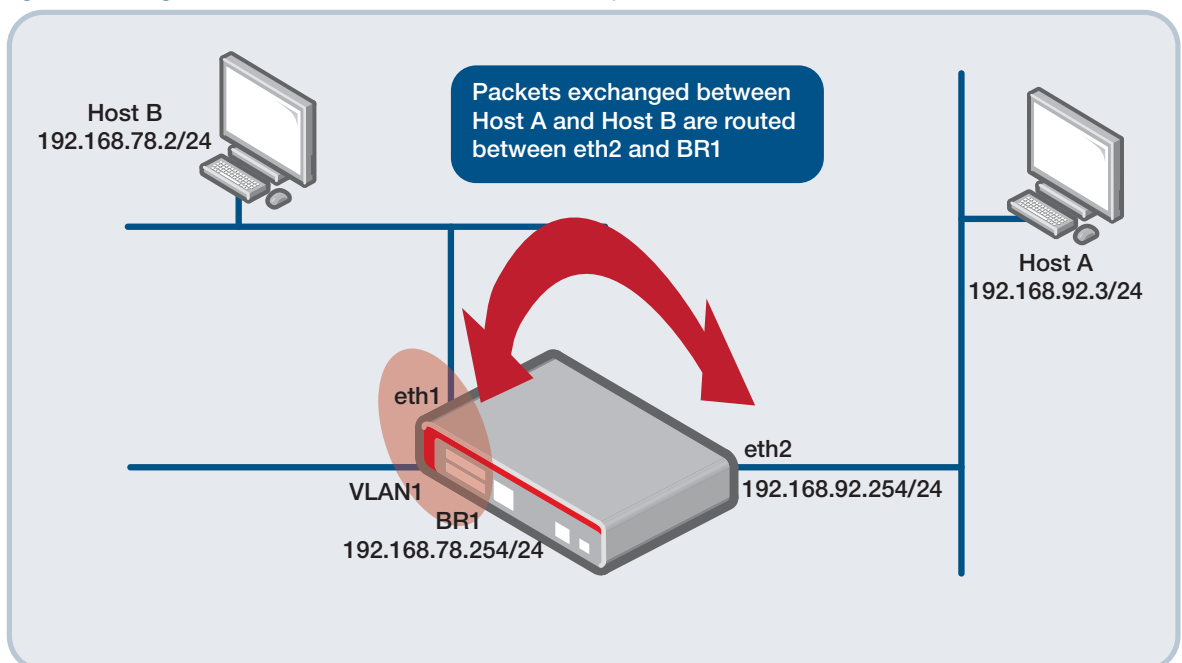 Host B
192.168.78.2/24
Packets exchanged between
Host A and Host B are routed
between eth2 and BR1
Host A
192.168.92.3/24
eth1
eth2
VLAN1
192.168.92.254/24
BR1
192.168.78.254/24